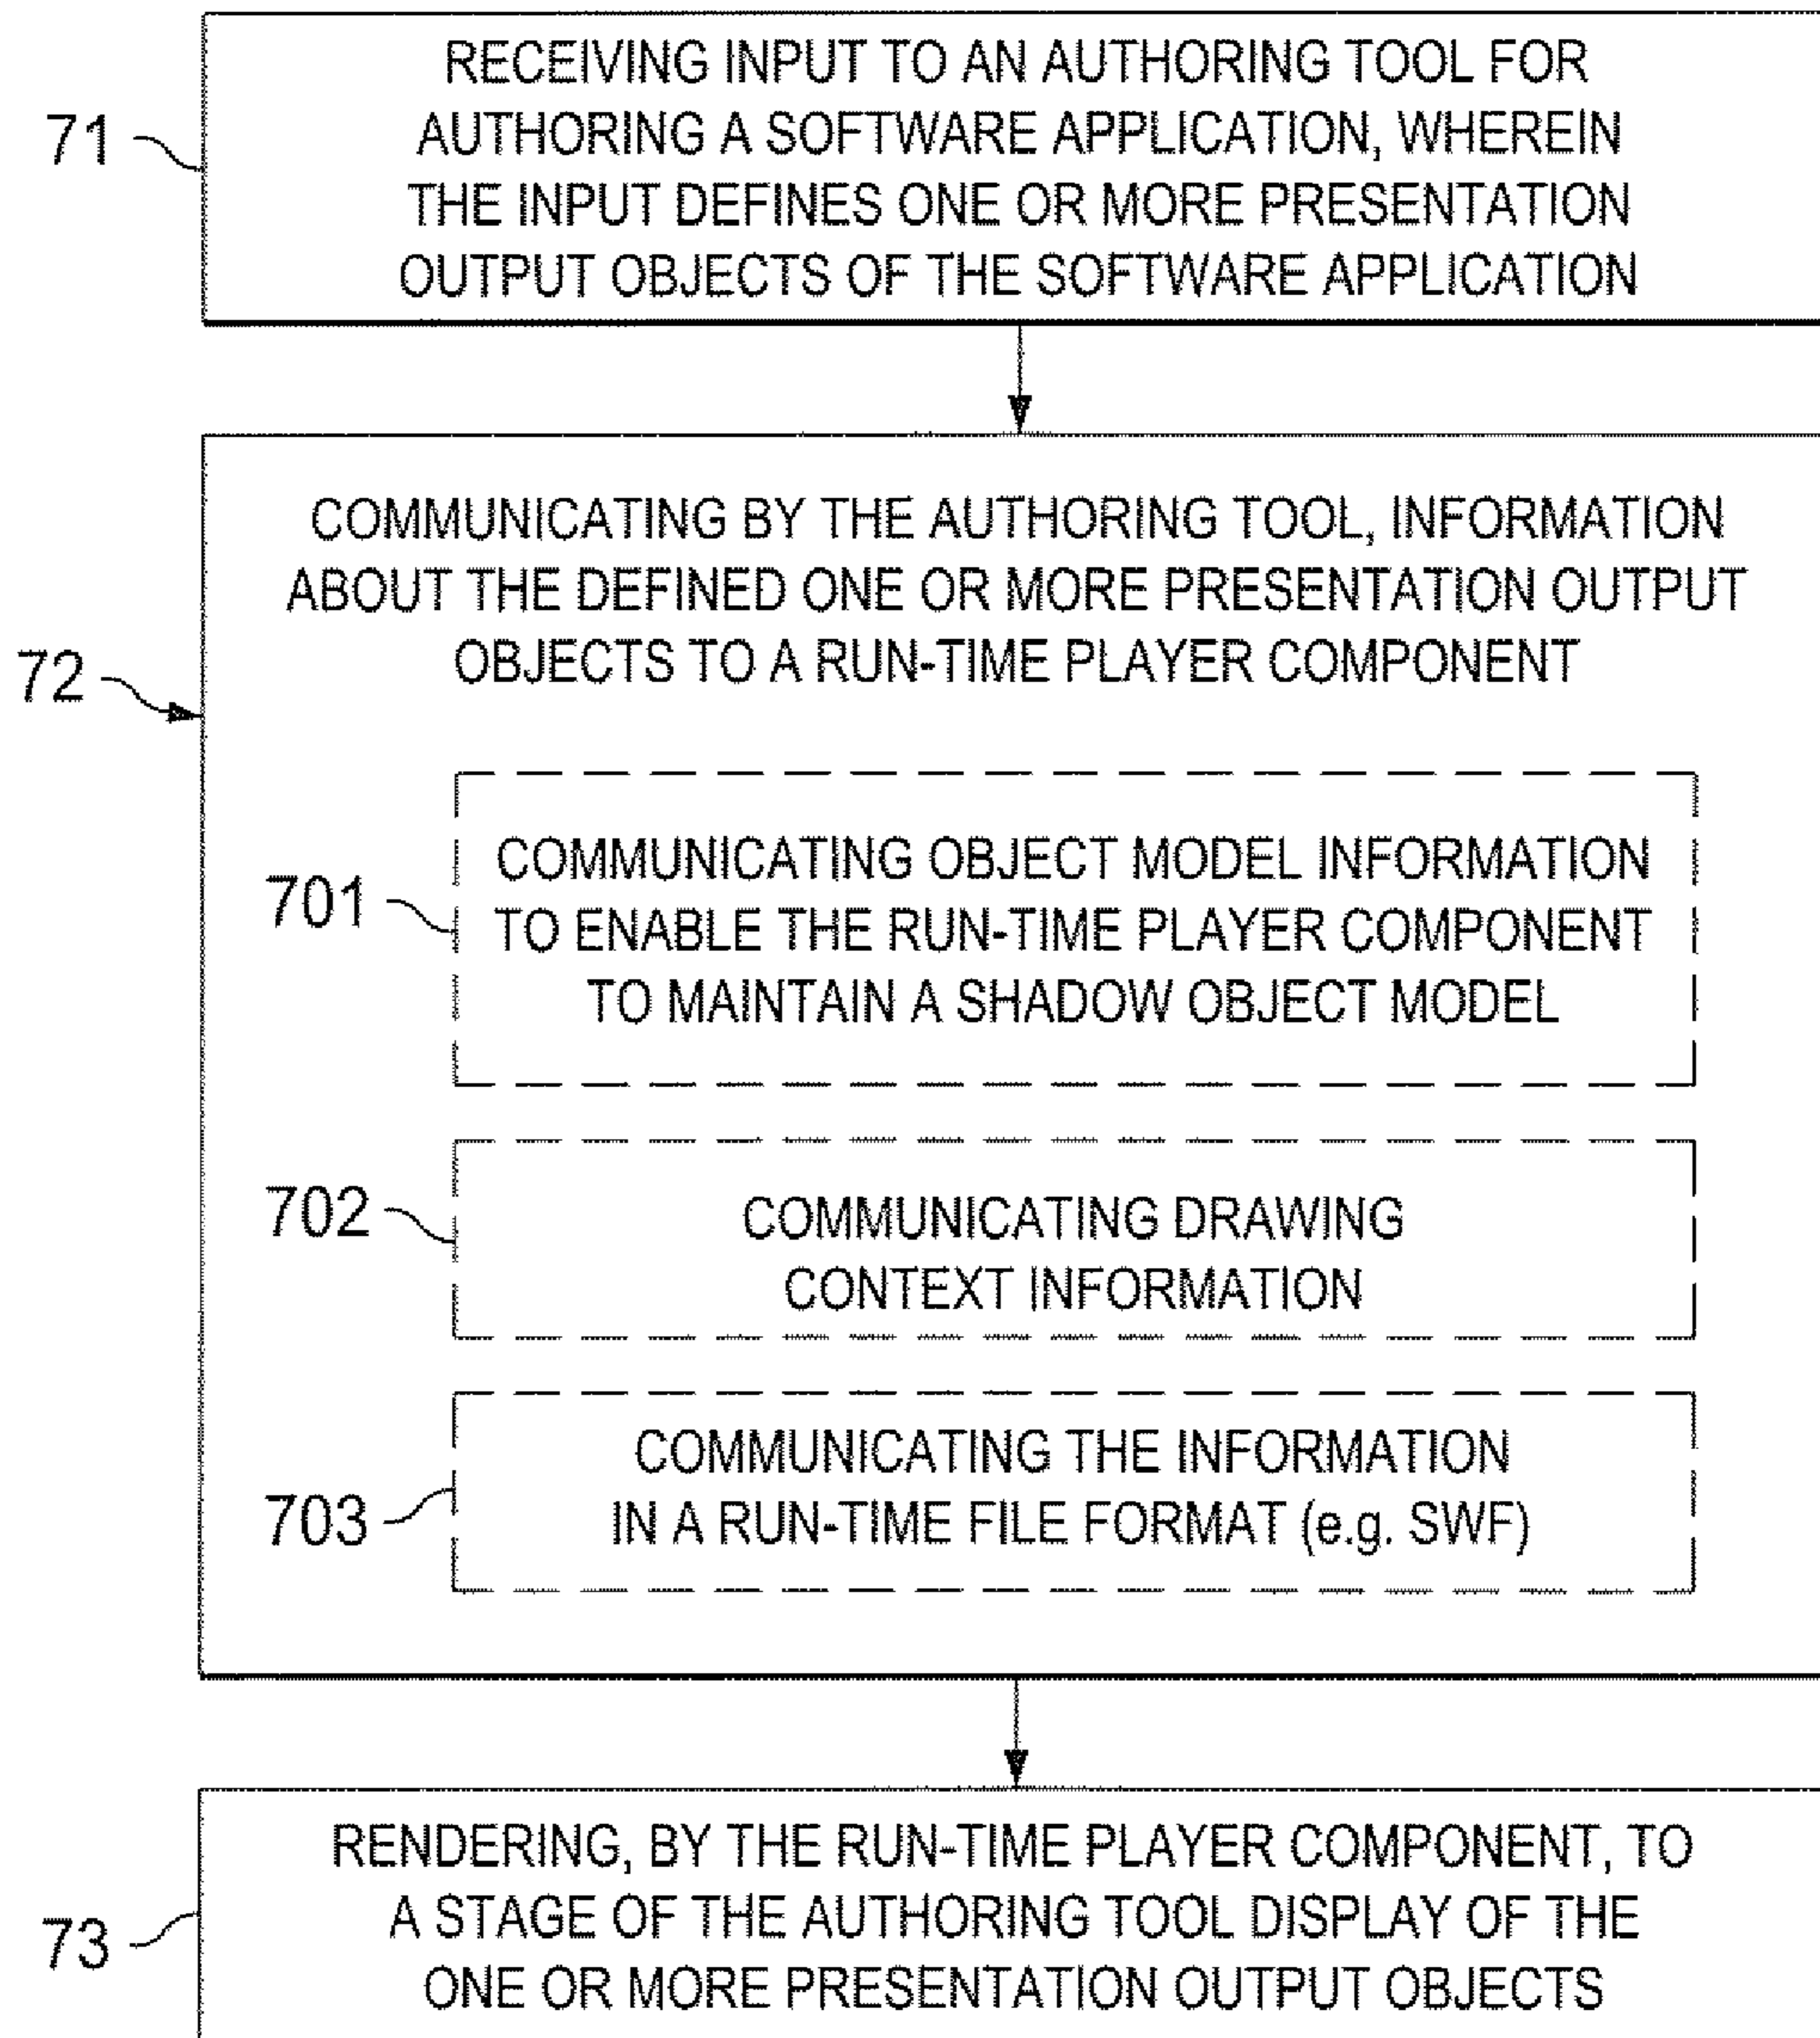 RECEIVING INPUT TO AN AUTHORING TOOL FOR
AUTHORING A SOFTWARE APPLICATION, WHEREIN
THE INPUT DEFINES ONE OR MORE PRESENTATION
OUTPUT OBJECTS OF THE SOFTWARE APPLICATION
71
COMMUNICATING BY THE AUTHORING TOOL, INFORMATION
ABOUT THE DEFINED ONE OR MORE PRESENTATION OUTPUT
OBJECTS TO A RUN-TIME PLAYER COMPONENT
72
COMMUNICATING OBJECT MODEL INFORMATION
TO ENABLE THE RUN-TIME PLAYER COMPONENT
TO MAINTAIN A SHADOW OBJECT MODEL
701
COMMUNICATING DRAWING
CONTEXT INFORMATION
702
COMMUNICATING THE INFORMATION
IN A RUN-TIME FILE FORMAT (e.g. SWF)
703
RENDERING, BY THE RUN-TIME PLAYER COMPONENT, TO
A STAGE OF THE AUTHORING TOOL DISPLAY OF THE
ONE OR MORE PRESENTATION OUTPUT OBJECTS
73